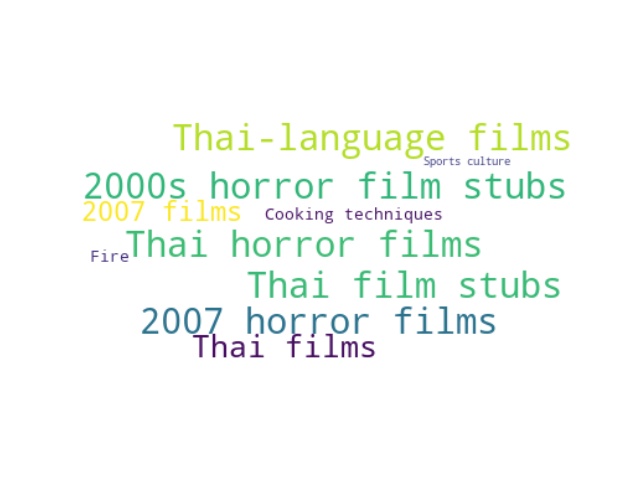 Thai-language films
Sports culture
2000s horror film stubs
2007 films
Cooking techniques
Thai horror films
Fire
Thai film stubs
2007 horror films
Thai films